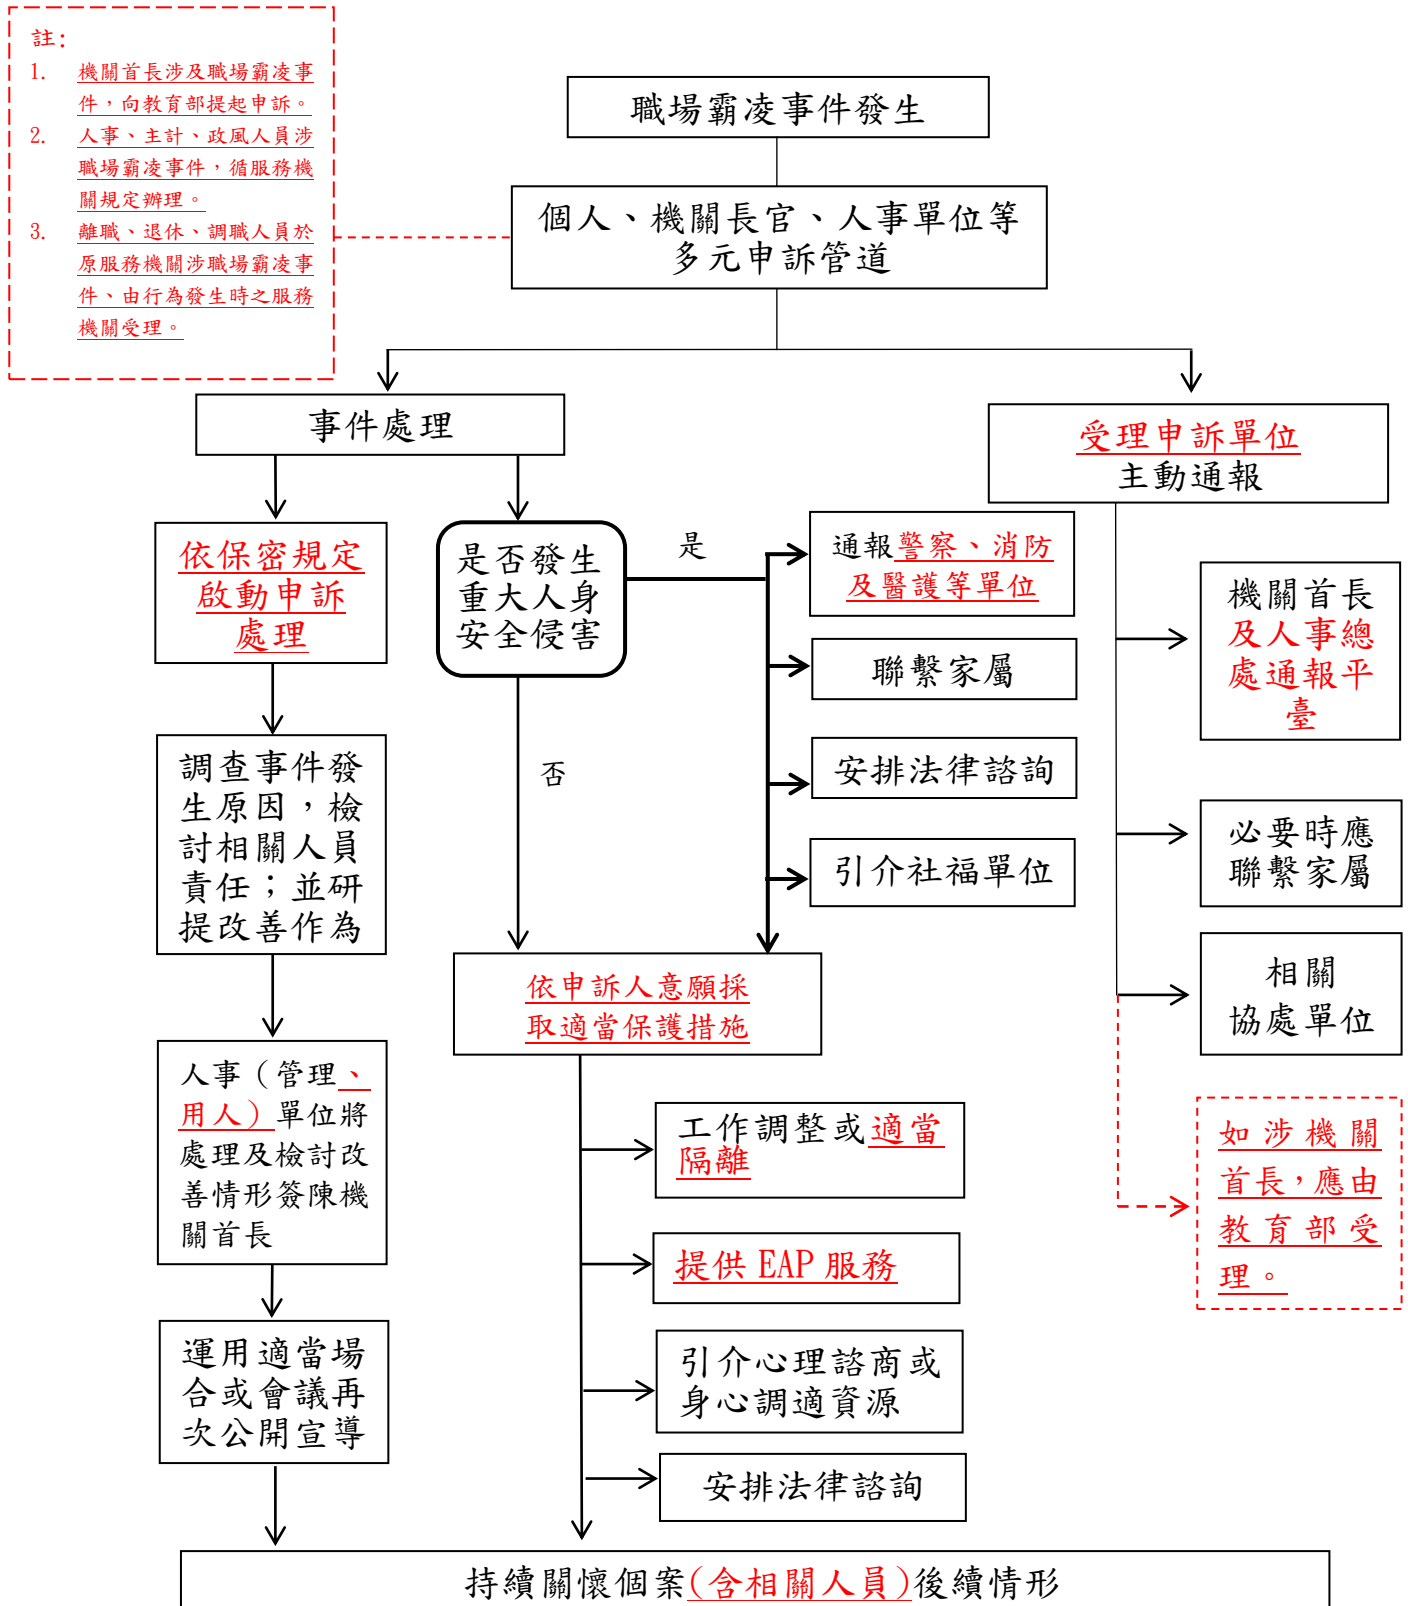 註：
1. 機關首長涉及職場霸凌事
件，向教育部提起申訴。
2. 人事、主計、政風人員涉
職場霸凌事件，循服務機
關規定辦理。
3. 離職、退休、調職人員於
原服務機關涉職場霸凌事
件、由行為發生時之服務
機關受理。
職場霸凌事件發生
個人、機關長官、人事單位等
多元申訴管道
事件處理
受理申訴單位
主動通報
依保密規定
啟動申訴
處理
是否發生
重大人身
安全侵害
是
否
通報警察、消防
及醫護等單位
聯繫家屬
安排法律諮詢
引介社福單位
機關首長
及人事總
處通報平
臺
必要時應
聯繫家屬
相關
協處單位
如涉機關
首長，應由
教育部受
理。
調查事件發
生原因，檢
討相關人員
責任；並研
提改善作為
依申訴人意願採
取適當保護措施
人事（管理、
用人）單位將
處理及檢討改
善情形簽陳機
關首長
工作調整或適當
隔離
提供 EAP 服務
引介心理諮商或
身心調適資源
安排法律諮詢
運用適當場
合或會議再
次公開宣導
持續關懷個案(含相關人員)後續情形